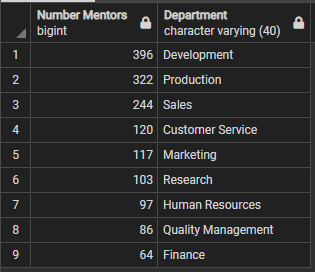 Number Mentors Department
bigint character varying (40)
1 396 Development
2 322 Production
3 244 Sales
4 120 Customer Service
5 117 Marketing
6 103 Research
7 97 Human Resources
8 86 Quality Management
9 64 Finance